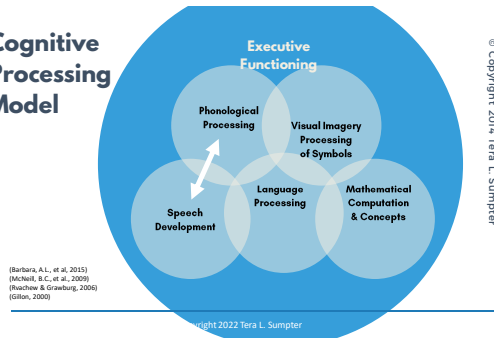 Cognitive
Processing
Model
Executive
Functioning
Phonological
Processing
Visual Imagery
Processing
of Symbols
Speech
Development
Language
Processing
Mathematical
Computation
& Concepts
(Barbara, A.L., et al, 2015)
(McNeill, B.C., et al., 2009)
(Rvachew & Grawburg, 2006)
(Gillon, 2000)
yright 2022 Tera L. Sumpter
© Copyright 2014 Tera L. Sumpter